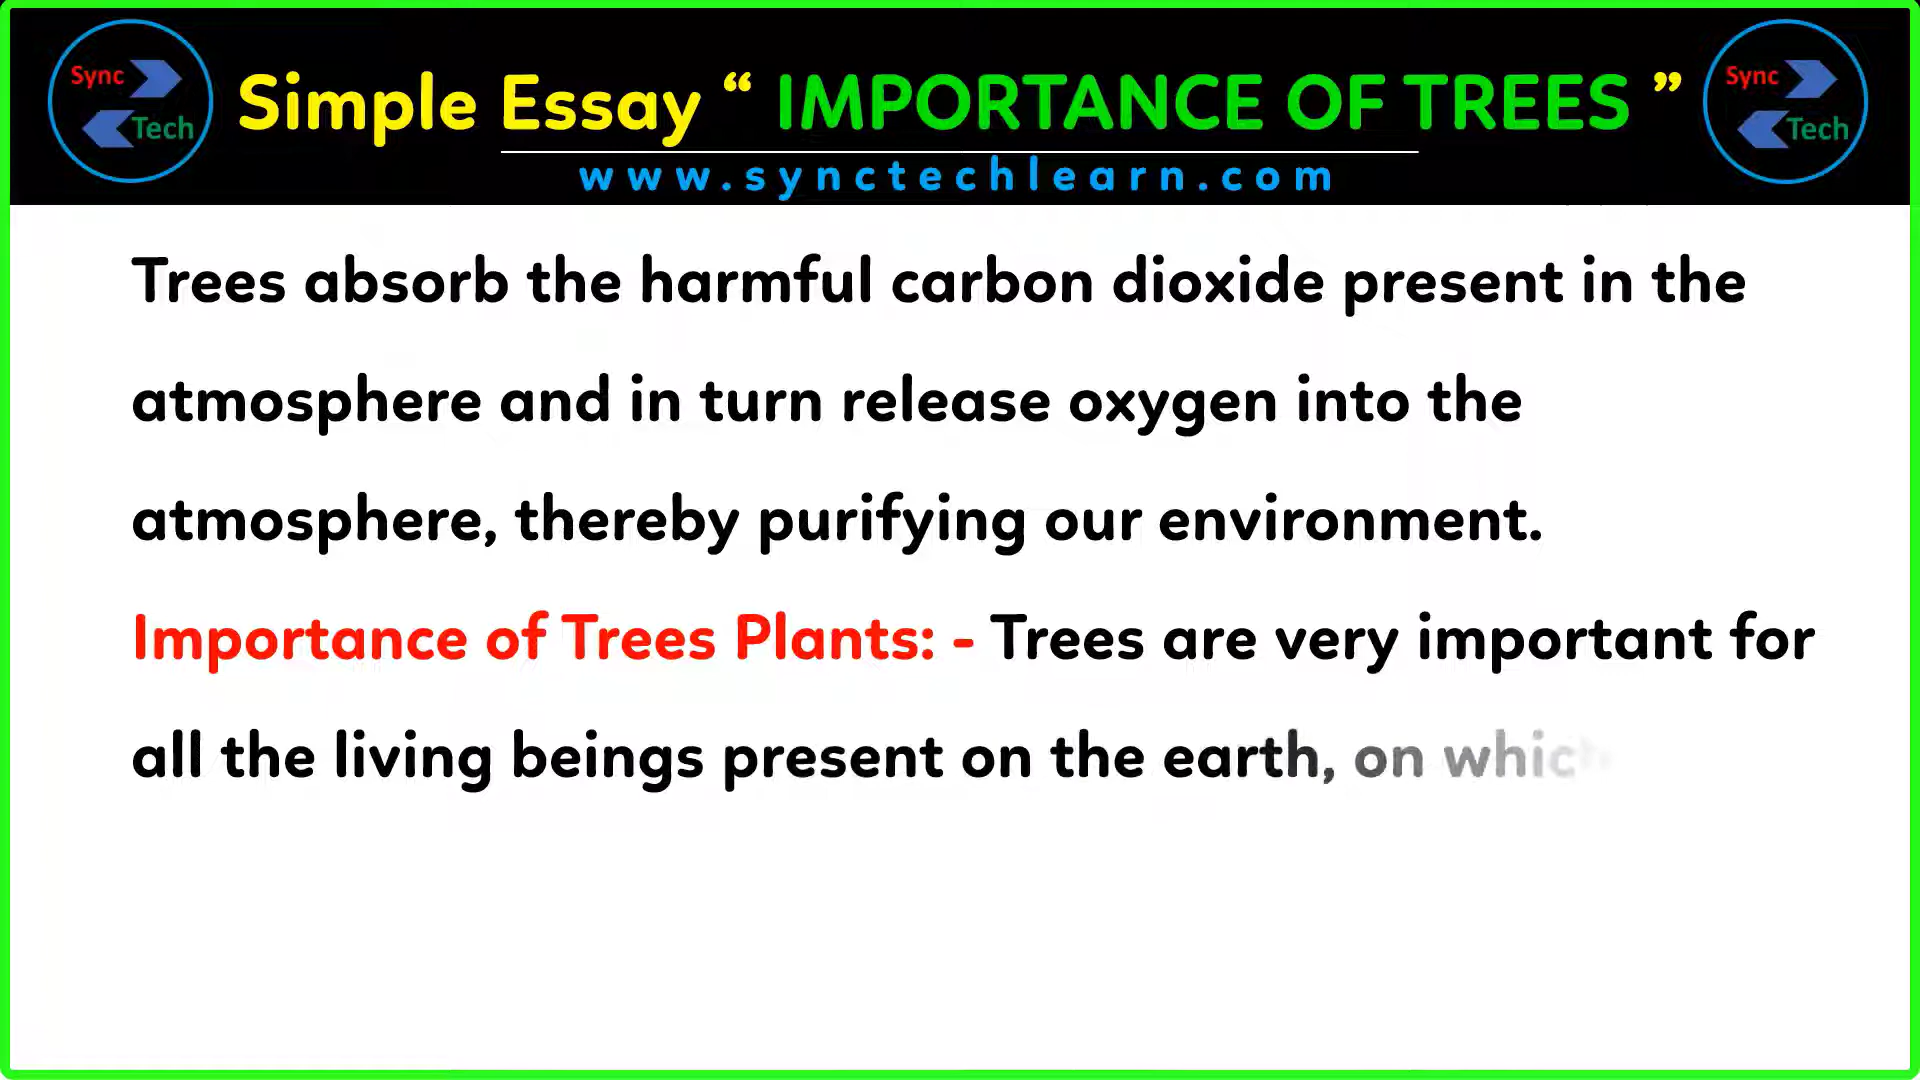 Sync
Tech
Simple Essay “ IMPORTANCE OF TREES ”
www.synctechlearn.com
Sync
Tech
Trees absorb the harmful carbon dioxide present in the
atmosphere and in turn release oxygen into the
atmosphere, thereby purifying our environment.
Importance of Trees Plants: - Trees are very important for
all the living beings present on the earth, on which